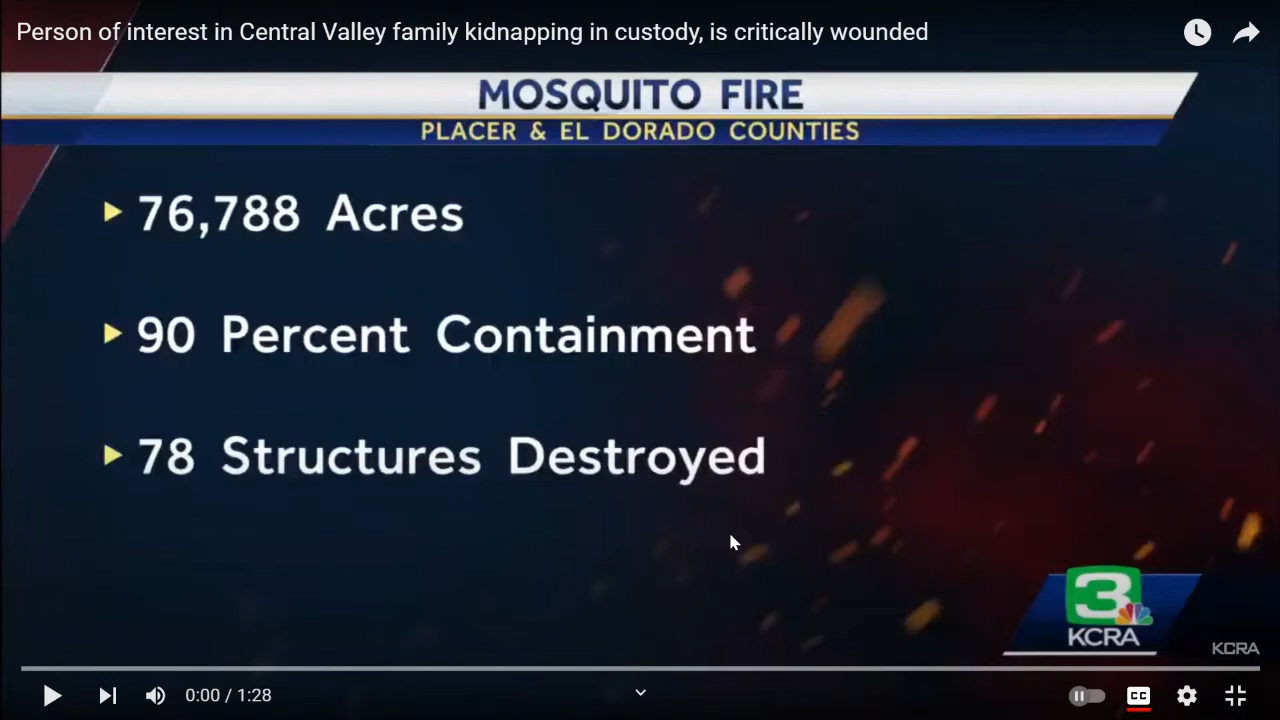 Person of interest in Central Valley family kidnapping in custody, is critically wounded
MOSQUITO FIRE
PLACER & EL DORADO COUNTIES
76,788 Acres
90 Percent Containment
78 Structures Destroyed
3
KCRA
KCRA
0:00 / 1:28
CC